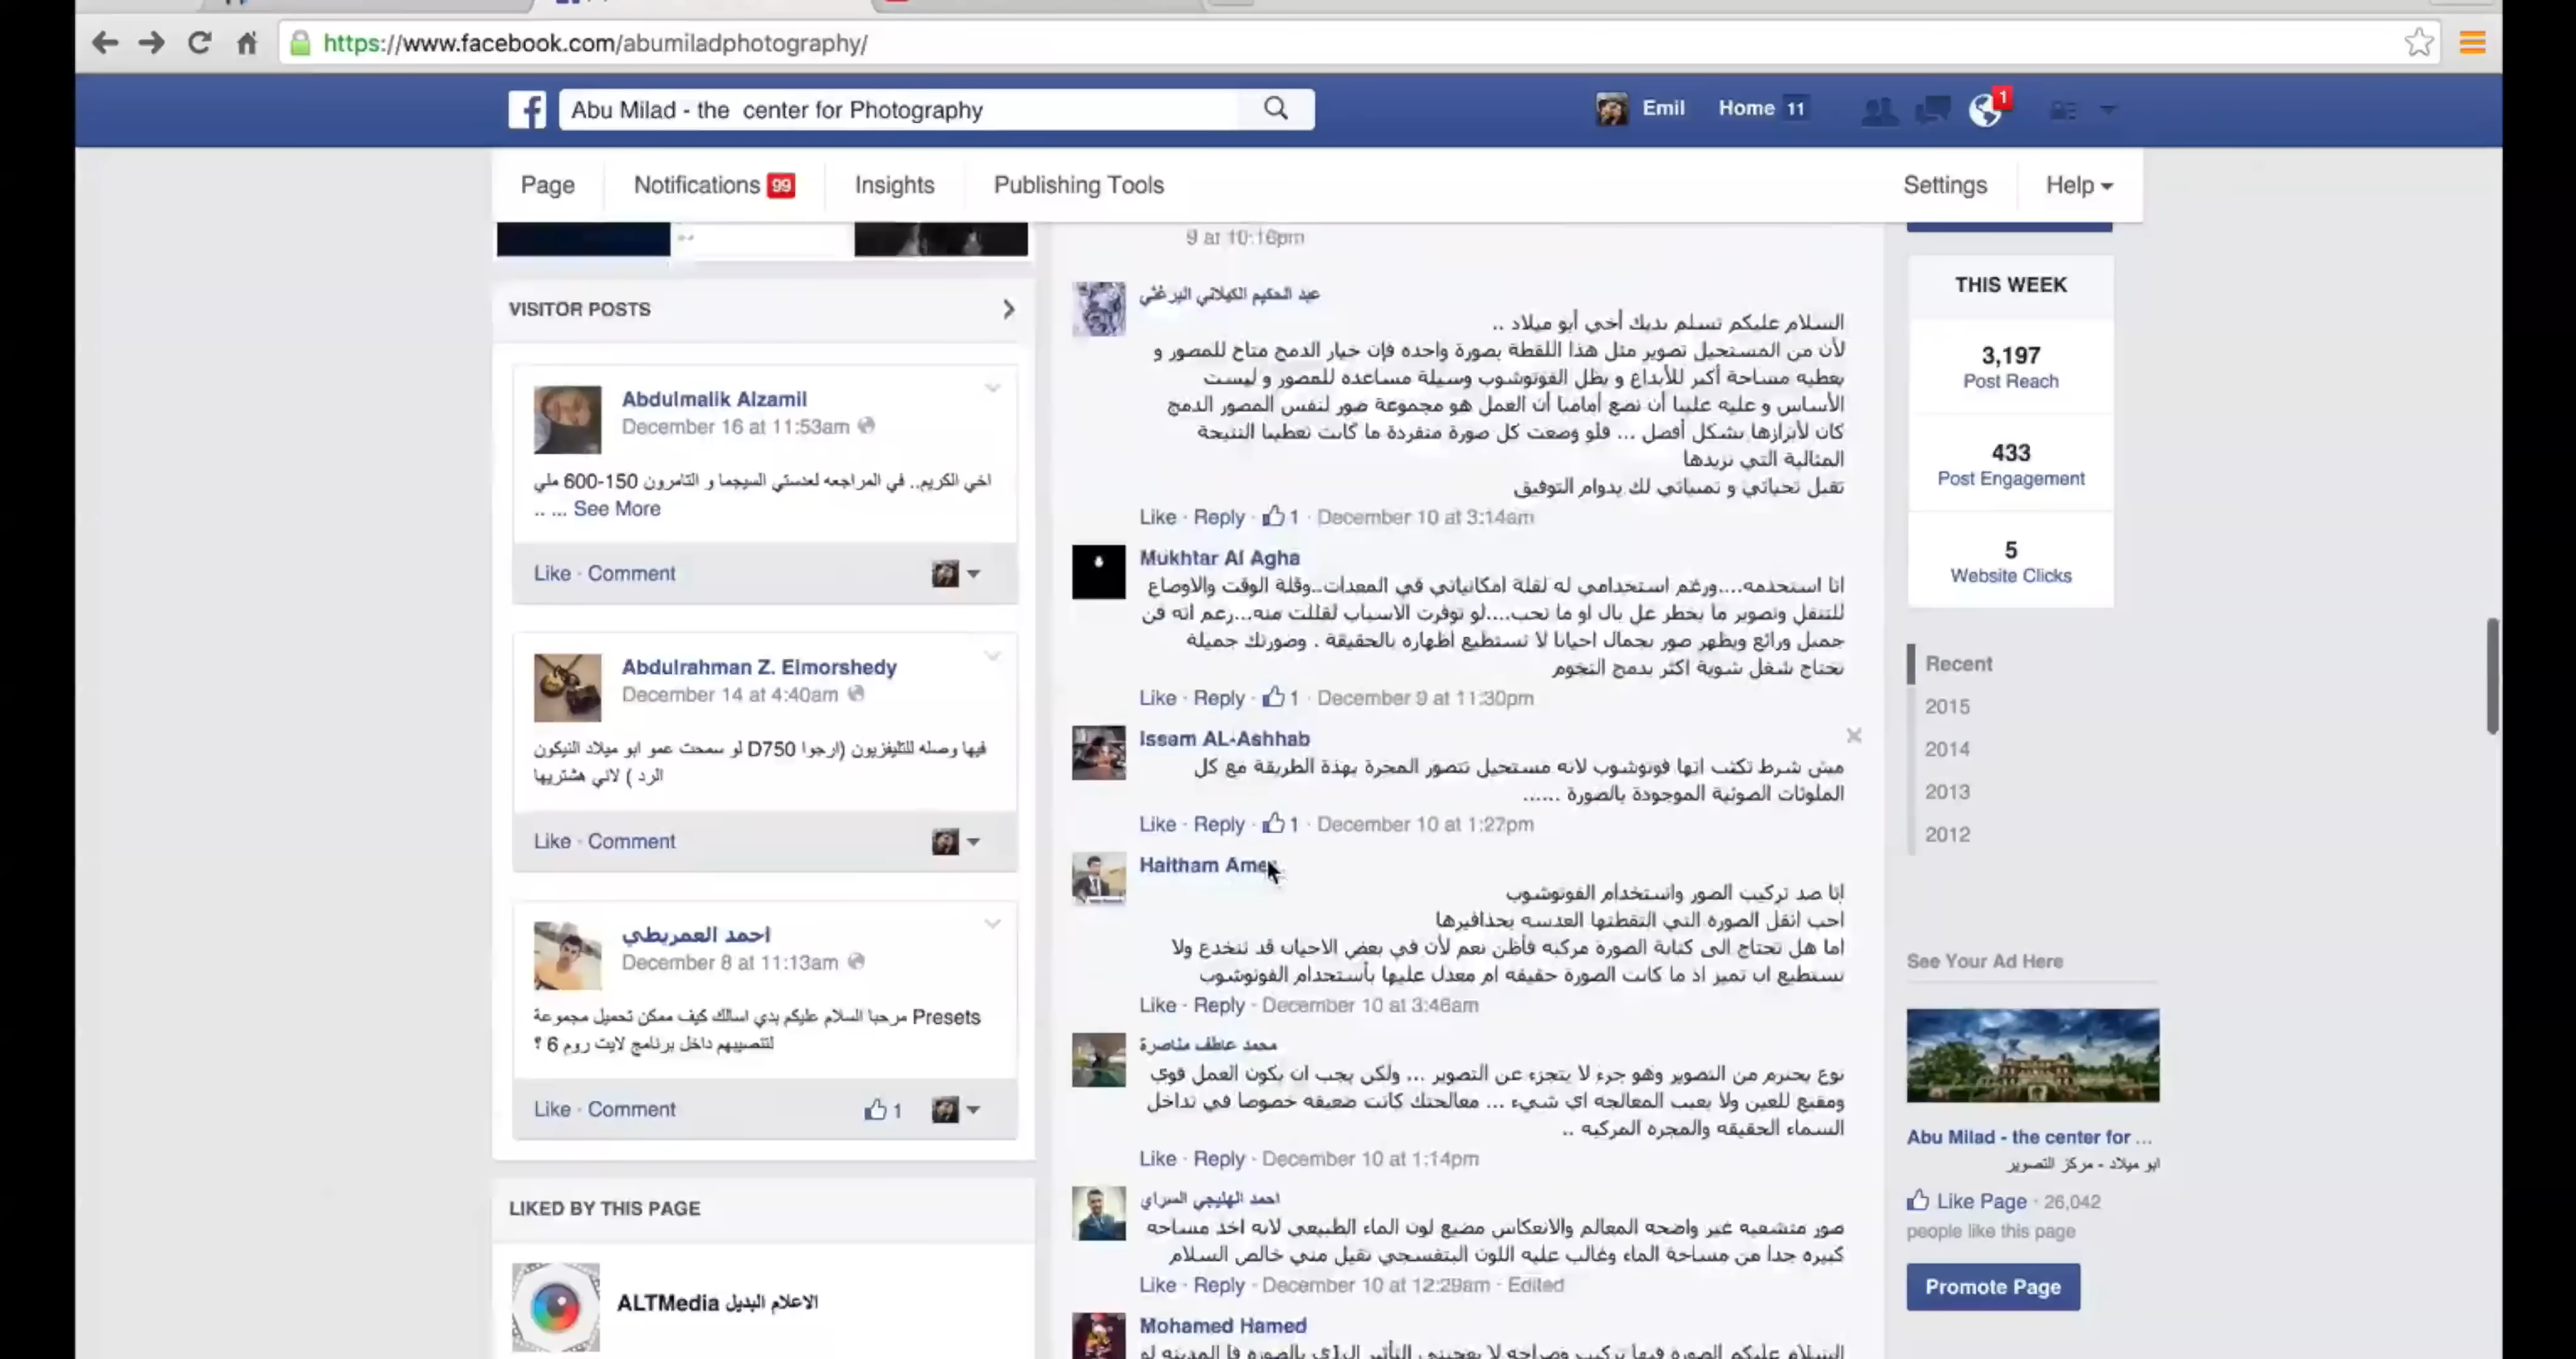 https://www.facebook.com/abumiladphotography/
Abu Milad - the center for Photography
Emil
Home 11
1
Page
Notifications 99
Insights
Publishing Tools
Settings
Help
VISITOR POSTS
Abdulmalik Alzamil
December 16 at 11:53am
اخي الكريم.. في المراجعه لعدستي السيجما و التامرون 150-600 ملي
.. ... See More
Like · Comment
Abdulrahman Z. Elmorshedy
December 14 at 4:40am
لو سمحت عمو ابو ميلاد النيكون D750 فيها وصله للتليفزيون (ارجوا
الرد ) لاني هشتريها
Like · Comment
احمد العمريطي
December 8 at 11:13am
مرحبا السلام عليكم بدي اسالك كيف ممكن تحميل مجموعة Presets
لتتصيبهم داخل برنامج لايت روم 6 ؟
Like · Comment
1
LIKED BY THIS PAGE
ALTMedia الاعلام البديل
9 at 10:16pm
عبد الحكيم الكيلاني البرغثي
السلام عليكم تسلم يديك أخي أبو ميلاد ..
لأن من المستحيل تصوير مثل هذا اللقطة بصورة واحده فإن خيار الدمج متاح للمصور و
يعطيه مساحة أكبر للأبداع و يظل الفوتوشوب وسيلة مساعده للمصور و ليست
الأساس و عليه علينا أن نضع أمامنا أن العمل هو مجموعة صور لنفس المصور الدمج
كان لأبرازها بشكل أفضل ... فلو وضعت كل صورة منفردة ما كانت تعطينا النتيجة
المثالية التي نريدها
تقبل تحياتي و تمنياتي لك بدوام التوفيق
Like · Reply · 1 · December 10 at 3:14am
Mukhtar Al Agha
انا استخدمه....ورغم استخدامي له لقلة امكانياتي في المعدات..وقلة الوقت والاوضاع
للتنقل وتصوير ما يخطر عل بال او ما نحب....لو توفرت الاسباب لقللت منه...رغم انه فن
جميل ورائع ويظهر صور بجمال احيانا لا نستطيع اظهاره بالحقيقة . وصورتك جميلة
تحتاج شغل شوية اكثر بدمج النجوم
Like · Reply · 1 · December 9 at 11:30pm
Issam AL-Ashhab
مش شرط تكتب انها فوتوشوب لانه مستحيل تتصور المجرة بهذة الطريقة مع كل
الملوثات الضوئية الموجودة بالصورة ......
Like · Reply · 1 · December 10 at 1:27pm
Haitham
انا ضد تركيب الصور واستخدام الفوتوشوب
احب انقل الصورة التي التقطتها العدسه بحذافيرها
اما هل تحتاج الى كتابة الصورة مركبه فأظن نعم لأن في بعض الاحيان قد ننخدع ولا
نستطيع ان نميز اذ ما كانت الصورة حقيقه ام معدل عليها بأستخدام الفوتوشوب
Like · Reply · December 10 at 3:46am
محمد عاطف مناصرة
نوع يحترم من التصوير وهو جزء لا يتجزء عن التصوير ... ولكن يجب ان يكون العمل قوي
ومقنع للعين ولا يعيب المعالجه اي شيء ... معالجتك كانت ضعيفه خصوصا في تداخل
السماء الحقيقه والمجره المركبه ..
Like · Reply · December 10 at 1:14pm
احمد الهليجي السراي
صور غير واضحه المعالم والانعكاس مضيع لون الماء الطبيعي لانه اخذ مساحه
كبيره جدا من مساحة الماء وغالب عليه اللون البنفسجي تقبل مني خالص السلام
Like · Reply · December 10 at 12:29am · Edited
Mohamed Hamed
السلام عليكم الصورة فيها تركيب وصراحه لا يعجبني التأثير الذي بالصوره
THIS WEEK
3,197
Post Reach
433
Post Engagement
5
Website Clicks
Recent
2015
2014
2013
2012
See Your Ad Here
Abu Milad - the center for ...
ابو ميلاد - مركز التصوير
Like Page · 26,042
people like this page
Promote Page